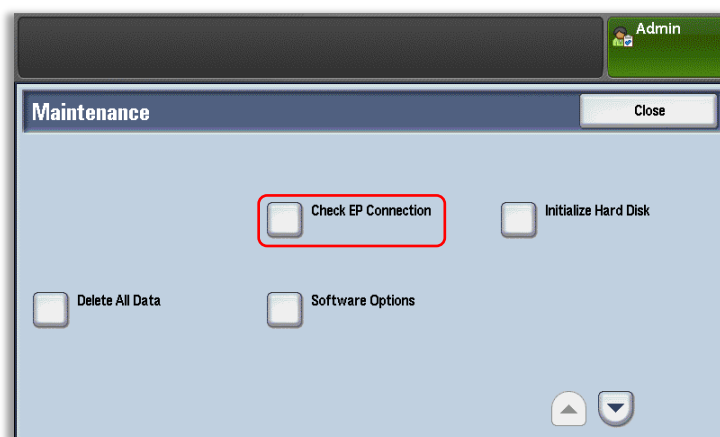 Admin
Maintenance
Close
Check EP Connection
Initialize Hard Disk
Delete All Data
Software Options